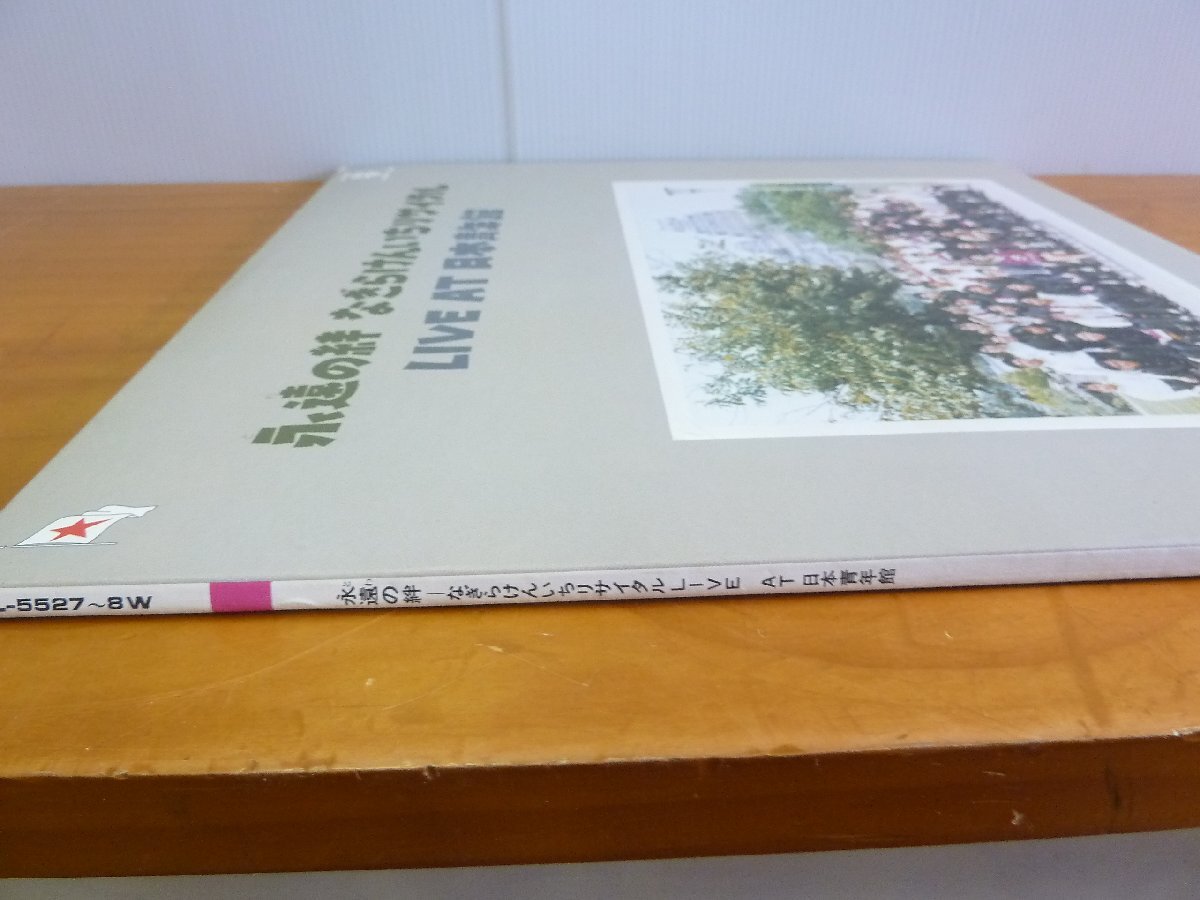 永遠の絆 なぎらけんいちリサイタル
LIVE AT 日本青年館
-5527～8W
永遠の絆―なぎらけんいちリサイタルLIVE AT 日本青年館